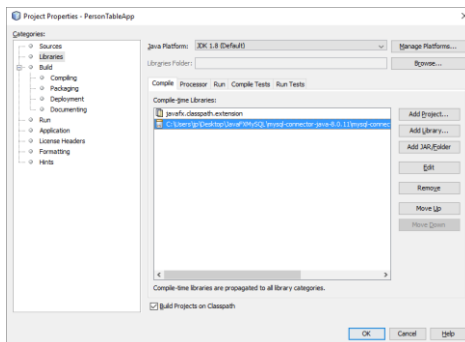 Project Properties - PersonTableApp
Categories:
Sources
Libraries
Build
Compiling
Packaging
Deployment
Documenting
Run
Application
License Headers
Formatting
Hints
Java Platform: JDK 1.8 (Default) Manage Platforms...
Libraries Folder: Browse...
Compile Processor Run Compile Tests Run Tests
Compile-time Libraries:
javafx.classpath.extension
C:\Users\jp\Desktop\JavaFXMySQL\mysql-connector-java-8.0.11\mysql-connec
Add Project...
Add Library...
Add JAR/Folder
Edit
Remove
Move Up
Move Down
Compile-time libraries are propagated to all library categories.
Build Projects on Classpath
OK Cancel Help